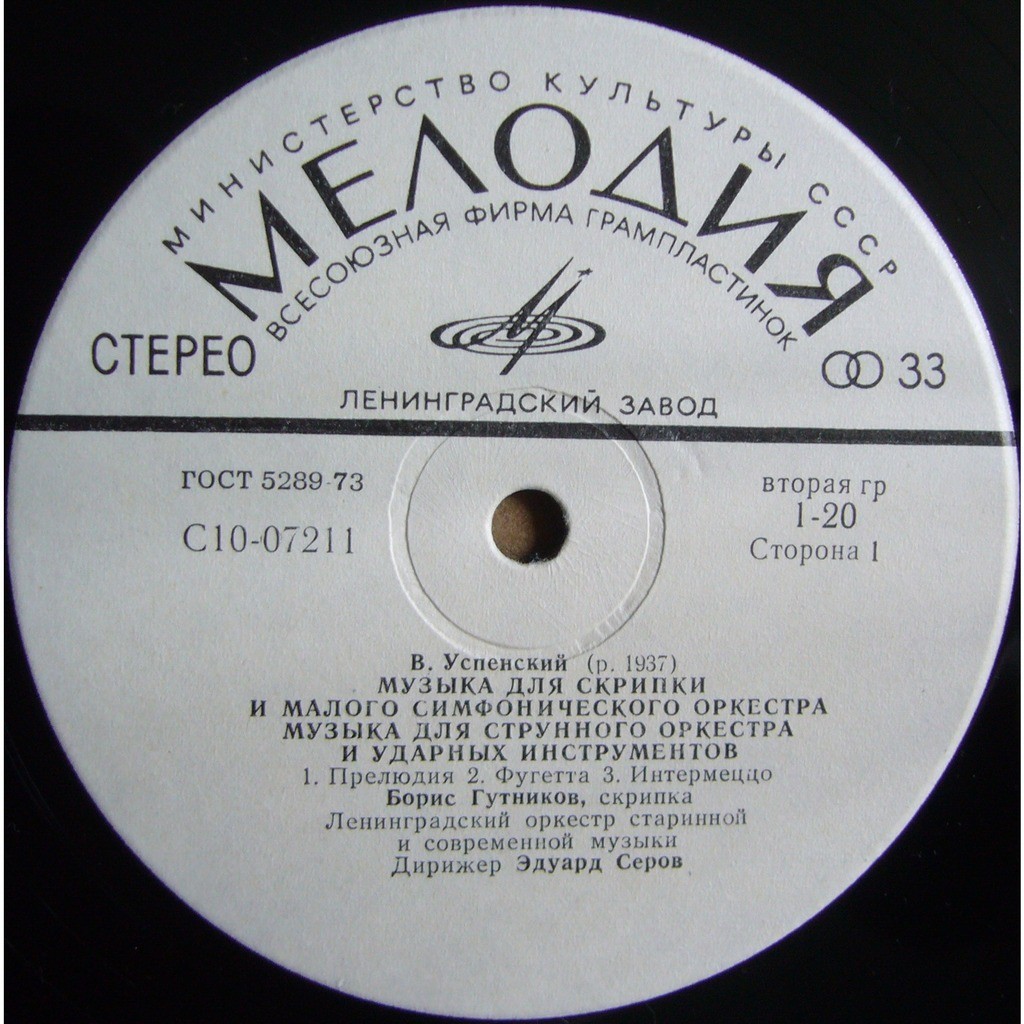 МИНИСТЕРСТВО КУЛЬТУРЫ СССР
МЕЛОДИЯ
ВСЕСОЮЗНАЯ ФИРМА ГРАМПЛАСТИНОК
СТЕРЕО
33
ЛЕНИНГРАДСКИЙ ЗАВОД
ГОСТ 5289-73
С10-07211
вторая гр
1-20
Сторона 1
В. Успенский (р. 1937)
МУЗЫКА ДЛЯ СКРИПКИ
И МАЛОГО СИМФОНИЧЕСКОГО ОРКЕСТРА
МУЗЫКА ДЛЯ СТРУННОГО ОРКЕСТРА
И УДАРНЫХ ИНСТРУМЕНТОВ
1. Прелюдия 2. Фугетта 3. Интермеццо
Борис Гутников, скрипка
Ленинградский оркестр старинной
и современной музыки
Дирижер Эдуард Серов